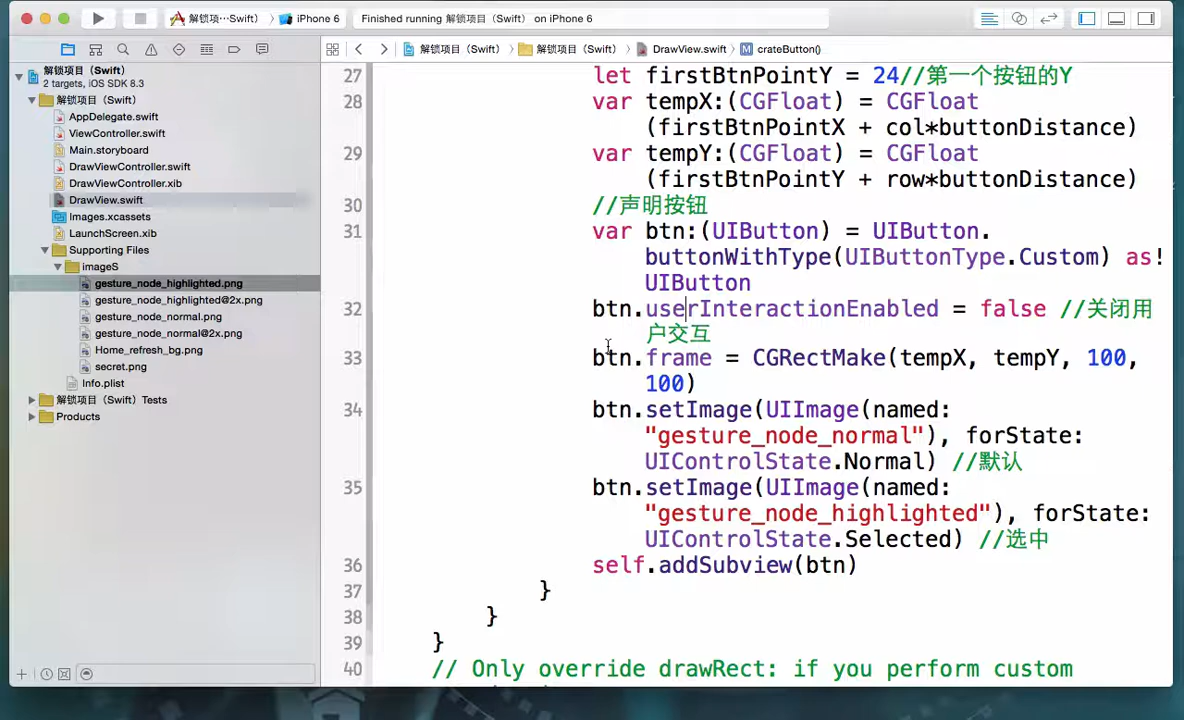 解锁项···Swift）
iPhone 6
Finished running 解锁项目（Swift） on iPhone 6
解锁项目（Swift）
解锁项目（Swift）
DrawView.swift
M
crateButton()
解锁项目（Swift）
2 targets, iOS SDK 8.3
解锁项目（Swift）
AppDelegate.swift
ViewController.swift
Main.storyboard
DrawViewController.swift
DrawViewController.xib
DrawView.swift
Images.xcassets
LaunchScreen.xib
Supporting Files
imageS
gesture_node_highlighted.png
gesture_node_highlighted@2x.png
gesture_node_normal.png
gesture_node_normal@2x.png
Home_refresh_bg.png
secret.png
Info.plist
解锁项目（Swift）Tests
Products
27 let firstBtnPointY = 24//第一个按钮的Y
28 var tempX:(CGFloat) = CGFloat
(firstBtnPointX + col*buttonDistance)
29 var tempY:(CGFloat) = CGFloat
(firstBtnPointY + row*buttonDistance)
30 //声明按钮
31 var btn:(UIButton) = UIButton.
buttonWithType(UIButtonType.Custom) as!
UIButton
32 btn.userInteractionEnabled = false //关闭用
户交互
33 btn.frame = CGRectMake(tempX, tempY, 100,
100)
34 btn.setImage(UIImage(named:
"gesture_node_normal"), forState:
UIControlState.Normal) //默认
35 btn.setImage(UIImage(named:
"gesture_node_highlighted"), forState:
UIControlState.Selected) //选中
36 self.addSubview(btn)
37 }
38 }
39 }
40 // Only override drawRect: if you perform custom